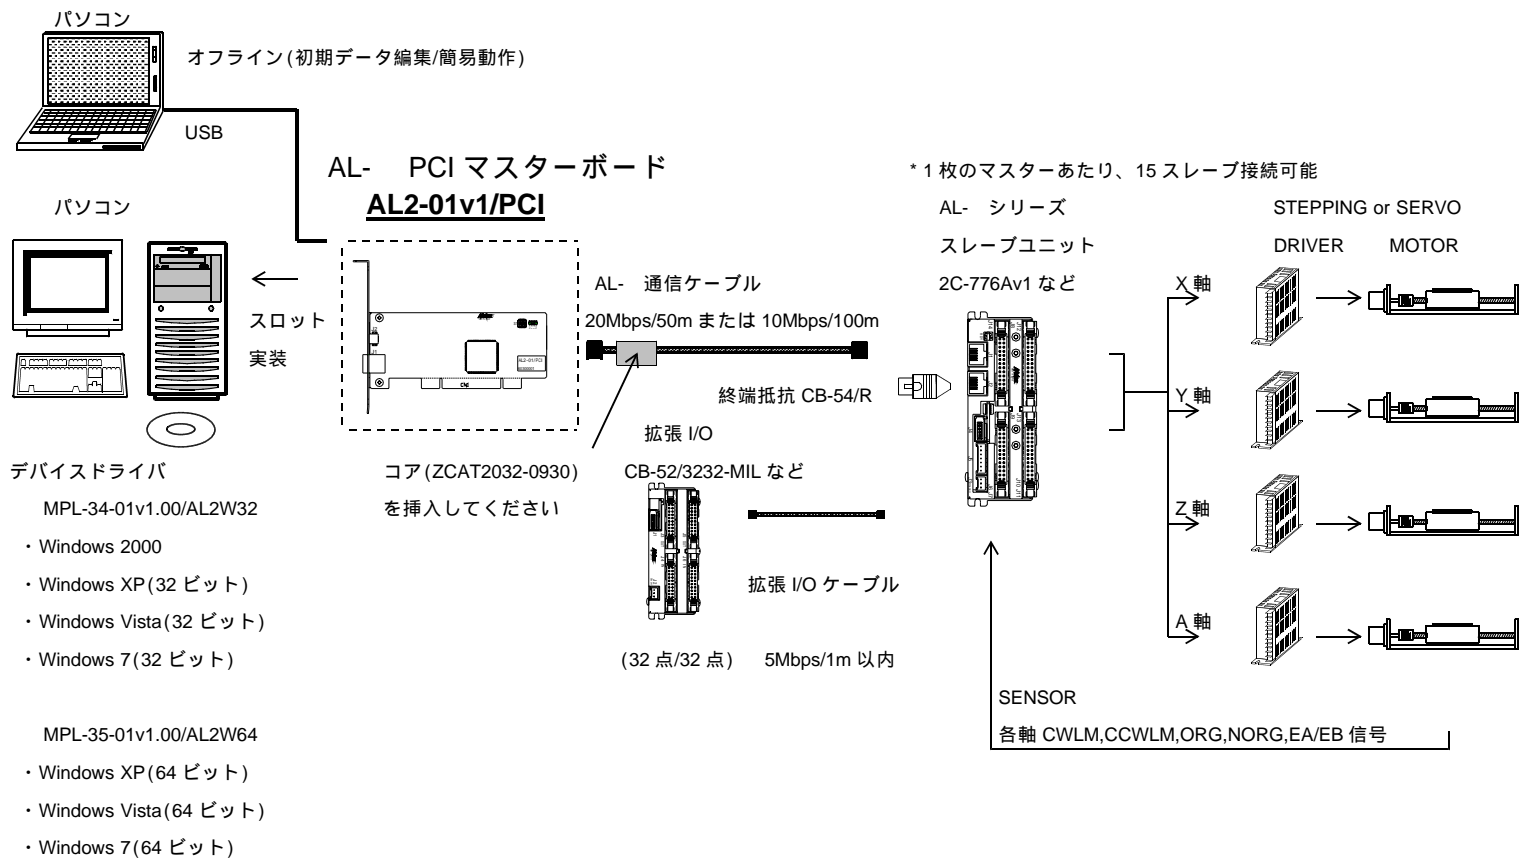 パソコン
オフライン(初期データ編集/簡易動作)
USB
AL- PCI マスターボード
AL2-01v1/PCI
パソコン
スロット
実装
AL- 通信ケーブル
20Mbps/50m または 10Mbps/100m
終端抵抗 CB-54/R
コア(ZCAT2032-0930)
を挿入してください
拡張 I/O
CB-52/3232-MIL など
拡張 I/O ケーブル
(32 点/32 点) 5Mbps/1m 以内
* 1 枚のマスターあたり、15 スレーブ接続可能
AL- シリーズ
スレーブユニット
2C-776Av1 など
STEPPING or SERVO
DRIVER MOTOR
X 軸
Y 軸
Z 軸
A 軸
SENSOR
各軸 CWLM,CCWLM,ORG,NORG,EA/EB 信号
デバイスドライバ
MPL-34-01v1.00/AL2W32
・Windows 2000
・Windows XP(32 ビット)
・Windows Vista(32 ビット)
・Windows 7(32 ビット)
MPL-35-01v1.00/AL2W64
・Windows XP(64 ビット)
・Windows Vista(64 ビット)
・Windows 7(64 ビット)